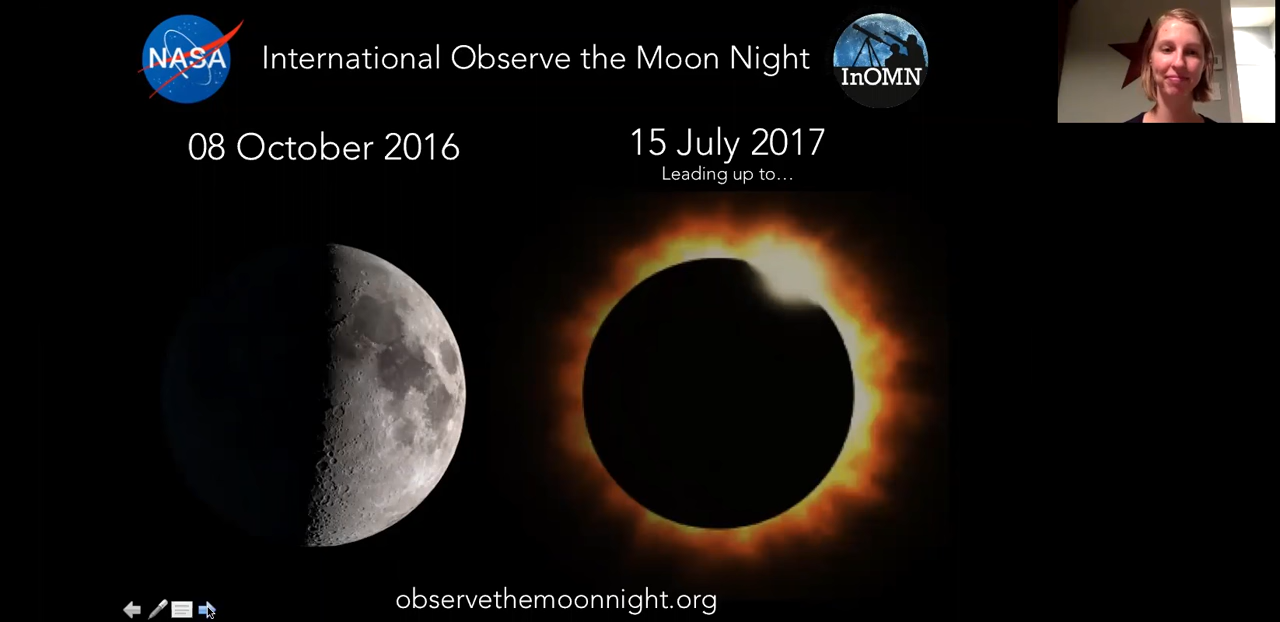 NASA
International Observe the Moon Night
InOMN
08 October 2016
15 July 2017
Leading up to…
observethemoonnight.org